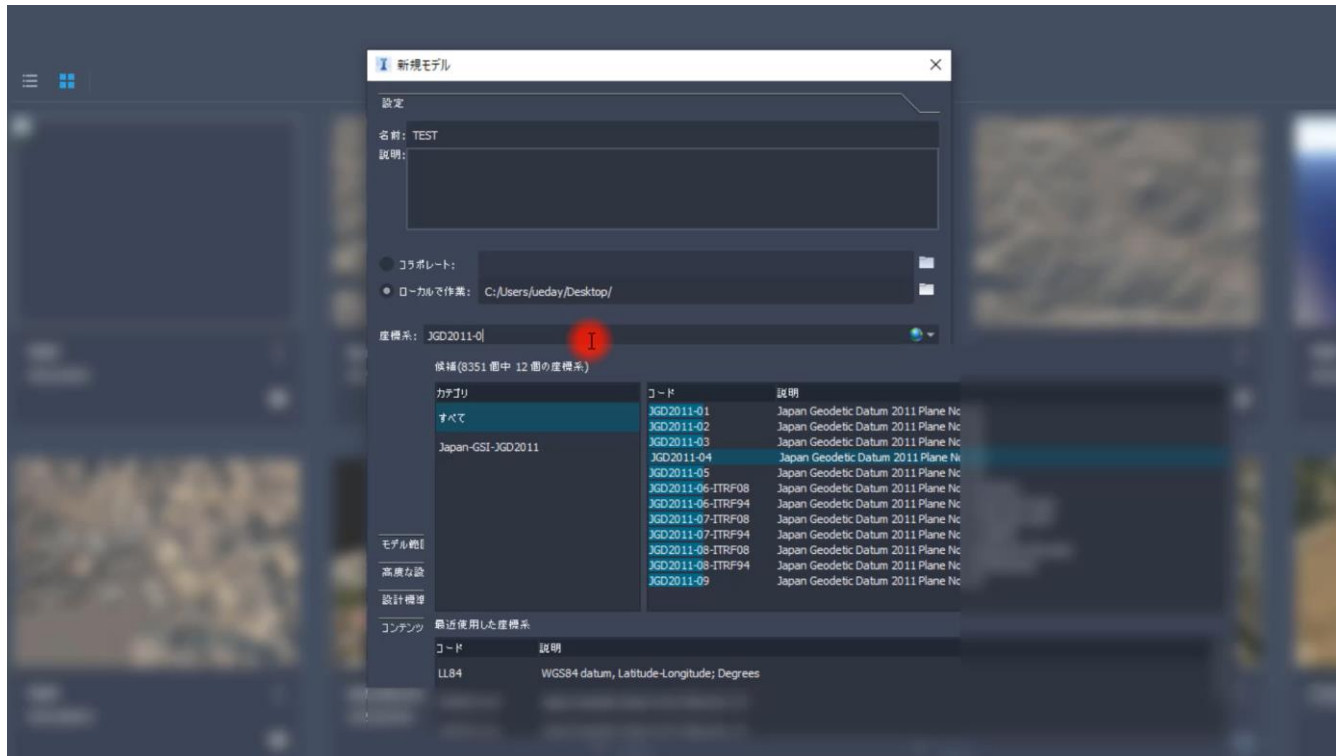 新規モデル
設定
名前: TEST
説明:
コラボレート:
ローカルで作業: C:/Users/ueday/Desktop/
座標系: JGD2011-0
候補(8351 個中 12 個の座標系)
カテゴリ コード 説明
すべて
Japan-GSI-JGD2011
JGD2011-01 Japan Geodetic Datum 2011 Plane No
JGD2011-02 Japan Geodetic Datum 2011 Plane No
JGD2011-03 Japan Geodetic Datum 2011 Plane No
JGD2011-04 Japan Geodetic Datum 2011 Plane No
JGD2011-05 Japan Geodetic Datum 2011 Plane No
JGD2011-06-ITRF08 Japan Geodetic Datum 2011 Plane No
JGD2011-06-ITRF94 Japan Geodetic Datum 2011 Plane No
JGD2011-07-ITRF08 Japan Geodetic Datum 2011 Plane No
JGD2011-07-ITRF94 Japan Geodetic Datum 2011 Plane No
JGD2011-08-ITRF08 Japan Geodetic Datum 2011 Plane No
JGD2011-08-ITRF94 Japan Geodetic Datum 2011 Plane No
JGD2011-09 Japan Geodetic Datum 2011 Plane No
モデル範
高度な設
設計標準
コンテンツ
最近使用した座標系
コード 説明
LL84 WGS84 datum, Latitude-Longitude; Degrees